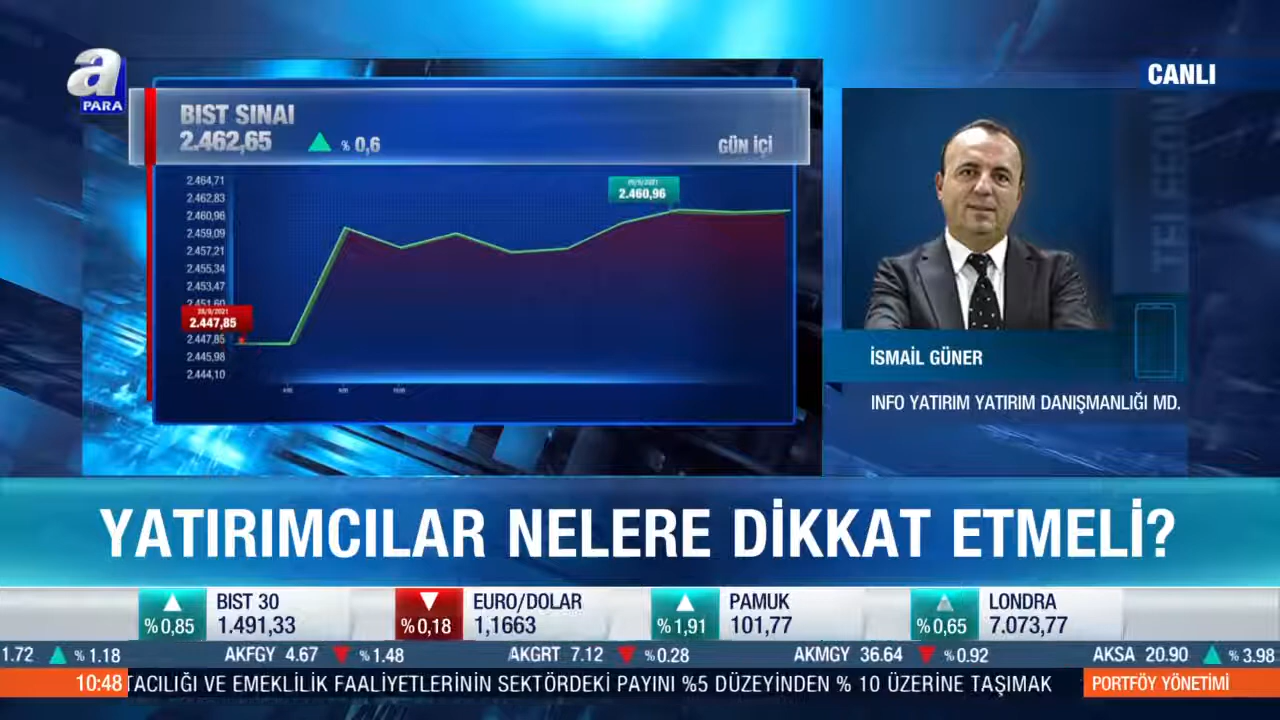 a
PARA
CANLI
BIST SINAI
2.462,65
% 0,6
GÜN İÇİ
2.464,71
2.462,83
2.460,96
2.459,09
2.457,21
2.455,34
2.453,47
2.451,60
2.447,85
2.447,85
2.445,98
2.444,10
2.460,96
TELEFON
İSMAİL GÜNER
INFO YATIRIM YATIRIM DANIŞMANLIĞI MD.
YATIRIMCILAR NELERE DİKKAT ETMELİ?
% 0,85 BIST 30 1.491,33
% 0,18 EURO/DOLAR 1,1663
% 1,91 PAMUK 101,77
% 0,65 LONDRA 7.073,77
1.72 % 1.18 AKFGY 4.67 % 1.48 AKGRT 7.12 % 0.28 AKMGY 36.64 % 0.92 AKSA 20.90 % 3.98
10:48 TACILIĞI VE EMEKLİLİK FAALİYETLERİNİN SEKTÖRDEKİ PAYINI %5 DÜZEYİNDEN % 10 ÜZERİNE TAŞIMAK PORTFÖY YÖNETİMİ